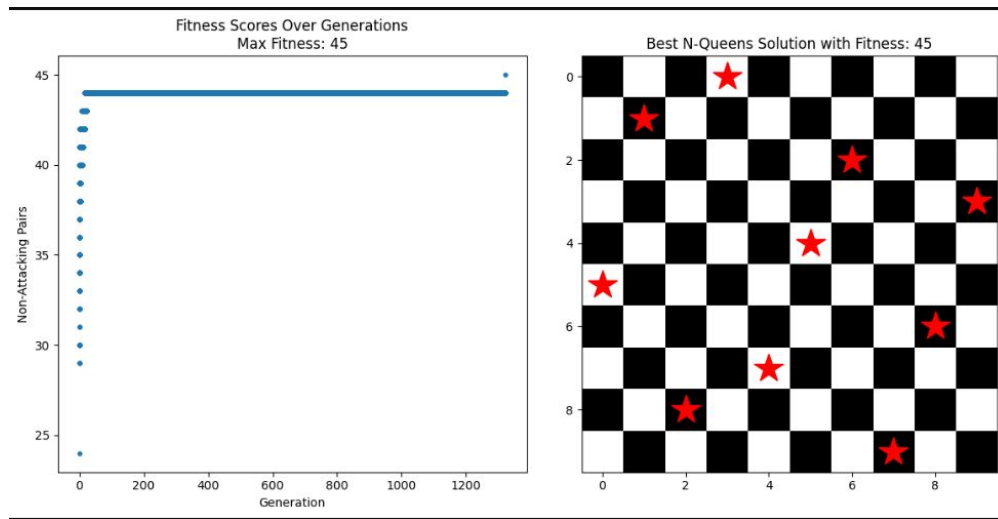 Fitness Scores Over Generations
Max Fitness: 45
45
40
35
30
25
Non-Attacking Pairs
0 200 400 600 800 1000 1200
Generation
Best N-Queens Solution with Fitness: 45
0
2
4
6
8
0 2 4 6 8